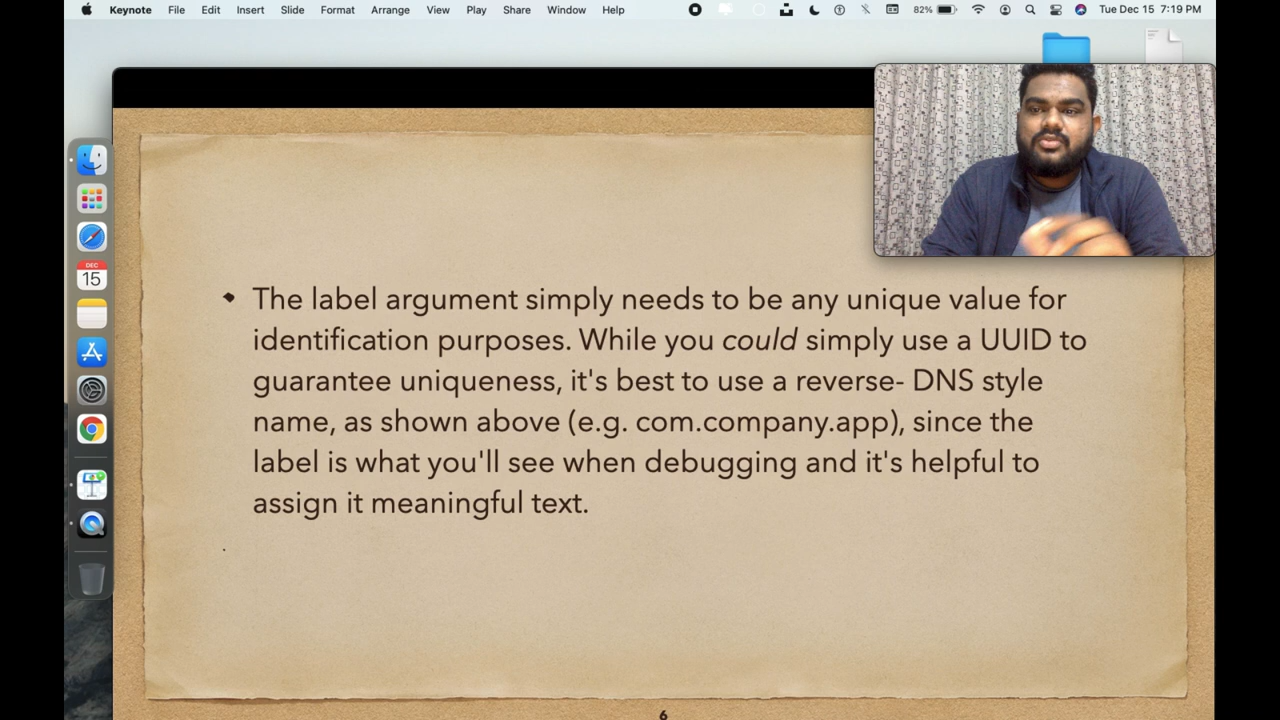 Keynote File Edit Insert Slide Format Arrange View Play Share Window Help 82% Tue Dec 15 7:19 PM
DEC
15
The label argument simply needs to be any unique value for
identification purposes. While you could simply use a UUID to
guarantee uniqueness, it's best to use a reverse- DNS style
name, as shown above (e.g. com.company.app), since the
label is what you'll see when debugging and it's helpful to
assign it meaningful text.
6